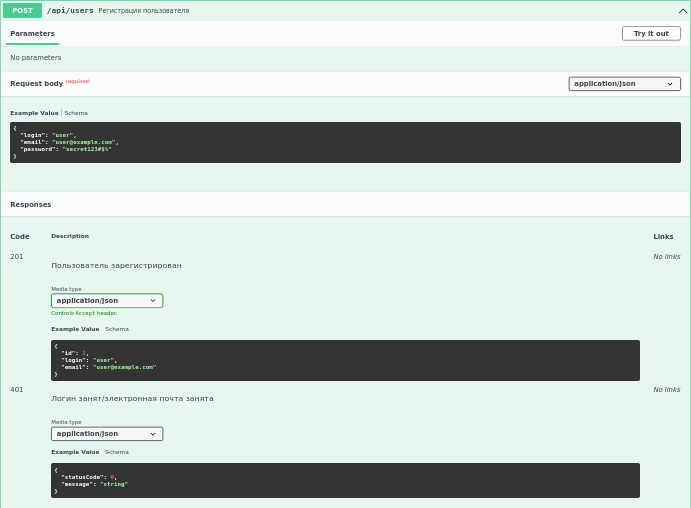 POST /api/users Регистрация пользователя
Parameters
Try it out
No parameters
Request body required
application/json
Example Value | Schema
{
"login": "user",
"email": "user@example.com",
"password": "secret123#$%"
}
Responses
Code Description Links
201 No links
Пользователь зарегистрирован
Media type
application/json
Controls Accept header.
Example Value Schema
{
"id": 1,
"login": "user",
"email": "user@example.com"
}
401 No links
Логин занят/электронная почта занята
Media type
application/json
Example Value Schema
{
"statusCode": 0,
"message": "string"
}